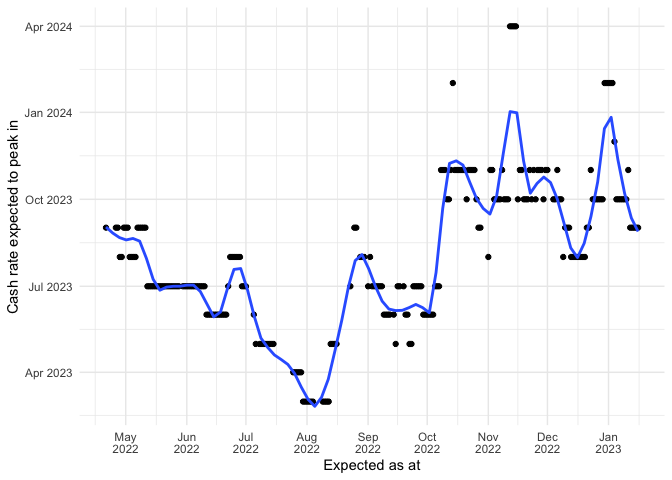 Apr 2024
Jan 2024
Oct 2023
Jul 2023
Apr 2023
Cash rate expected to peak in
May Jun Jul Aug Sep Oct Nov Dec Jan
2022 2022 2022 2022 2022 2022 2022 2022 2023
Expected as at